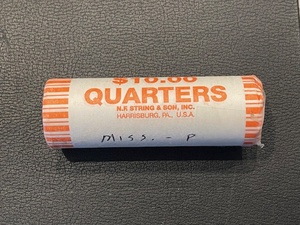 $10.00
QUARTERS
N.F. STRING & SON, INC.
HARRISBURG, PA., U.S.A.
MISS. - P